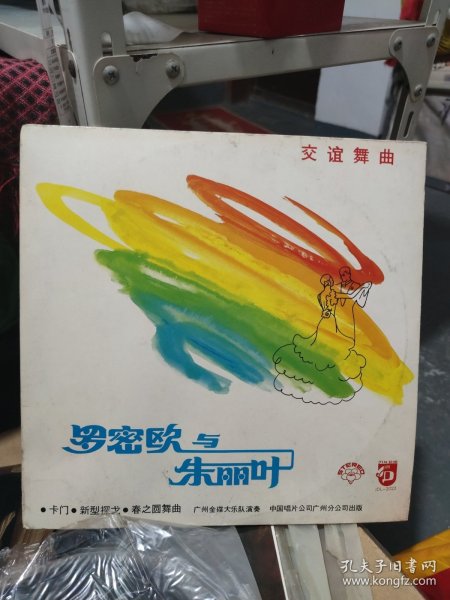 交谊舞曲
罗密欧与
朱丽叶
STEREO
•卡门•新型探戈•春之圆舞曲 广州金碟大乐队演奏 中国唱片公司广州分公司出版
孔夫子旧书网
www.kongfz.com